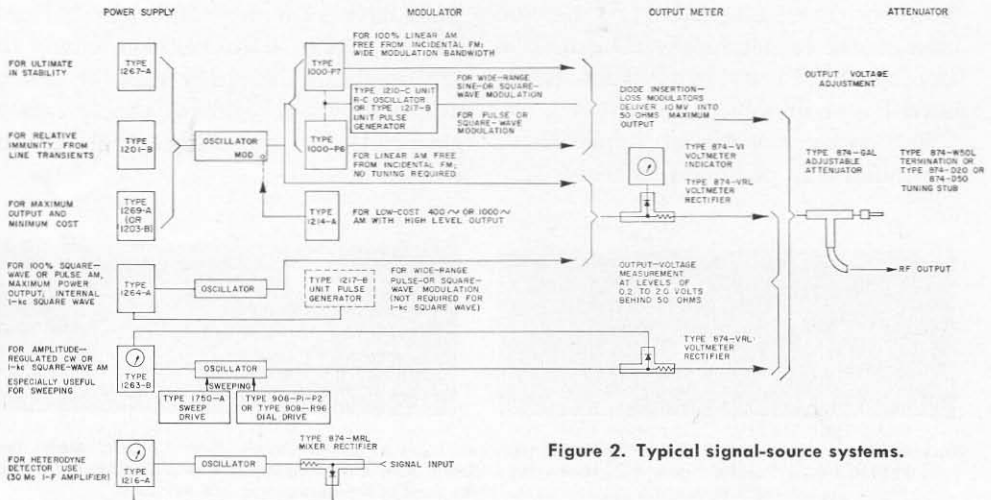 POWER SUPPLY
MODULATOR
OUTPUT METER
ATTENUATOR
FOR ULTIMATE
IN STABILITY
TYPE
1267-A
FOR RELATIVE
IMMUNITY FROM
LINE TRANSIENTS
TYPE
1201-B
FOR MAXIMUM
OUTPUT AND
MINIMUM COST
TYPE
1269-A
(OR
1203-B)
OSCILLATOR
MOD
TYPE
1000-P7
FOR 100% LINEAR AM
FREE FROM INCIDENTAL FM;
WIDE MODULATION BANDWIDTH
TYPE 1210-C UNIT
R-C OSCILLATOR
OR TYPE 1217-B
UNIT PULSE
GENERATOR
FOR WIDE-RANGE
SINE-OR SQUARE-
WAVE MODULATION
FOR PULSE OR
SQUARE-WAVE
MODULATION
TYPE
1000-P6
FOR LINEAR AM FREE
FROM INCIDENTAL FM;
NO TUNING REQUIRED
TYPE
1214-A
FOR LOW-COST 400~ OR 1000~
AM WITH HIGH LEVEL OUTPUT
DIODE INSERTION-
LOSS MODULATORS
DELIVER 10 MV INTO
50 OHMS MAXIMUM
OUTPUT
TYPE 874-VI
VOLTMETER
INDICATOR
TYPE 874-VRL
VOLTMETER
RECTIFIER
OUTPUT-VOLTAGE
MEASUREMENT
AT LEVELS OF
0.2 TO 2.0 VOLTS
BEHIND 50 OHMS
OUTPUT VOLTAGE
ADJUSTMENT
TYPE 874-GAL
ADJUSTABLE
ATTENUATOR
TYPE 874-W50L
TERMINATION OR
TYPE 874-D20 OR
874-D50
TUNING STUB
RF OUTPUT
FOR 100% SQUARE-
WAVE OR PULSE AM,
MAXIMUM POWER
OUTPUT; INTERNAL
1-kc SQUARE WAVE
TYPE
1264-A
OSCILLATOR
TYPE 1217-B
UNIT PULSE
GENERATOR
FOR WIDE-RANGE
PULSE-OR SQUARE-
WAVE MODULATION
(NOT REQUIRED FOR
1-kc SQUARE WAVE)
FOR AMPLITUDE-
REGULATED CW OR
1-kc SQUARE-WAVE AM
ESPECIALLY USEFUL
FOR SWEEPING
TYPE
1263-B
OSCILLATOR
SWEEPING
TYPE 1750-A
SWEEP
DRIVE
TYPE 908-P1-P2
OR TYPE 908-R96
DIAL DRIVE
TYPE 874-VRL
VOLTMETER
RECTIFIER
FOR HETERODYNE
DETECTOR USE
(30 Mc I-F AMPLIFIER)
TYPE
1216-A
OSCILLATOR
TYPE 874-MRL
MIXER RECTIFIER
SIGNAL INPUT
Figure 2. Typical signal-source systems.